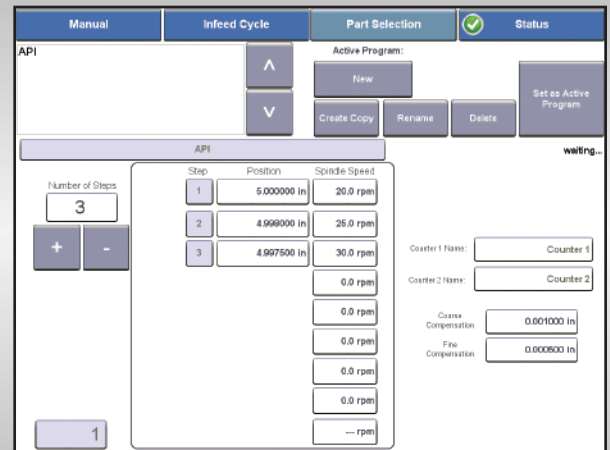 Manual Infeed Cycle Part Selection Status
API
Active Program:
^
New
Set as Active
Program
v
Create Copy Rename Delete
API
waiting...
Step Position Spindle Speed
Number of Steps
3
1 5.000000 in 20.0 rpm
2 4.998000 in 25.0 rpm
+ -
3 4.997500 in 30.0 rpm
Counter 1 Name: Counter 1
0.0 rpm
Counter 2 Name: Counter 2
0.0 rpm
Coarse
Compensation
0.001000 in
0.0 rpm
Fine
Compensation
0.000500 in
0.0 rpm
0.0 rpm
1
--- rpm